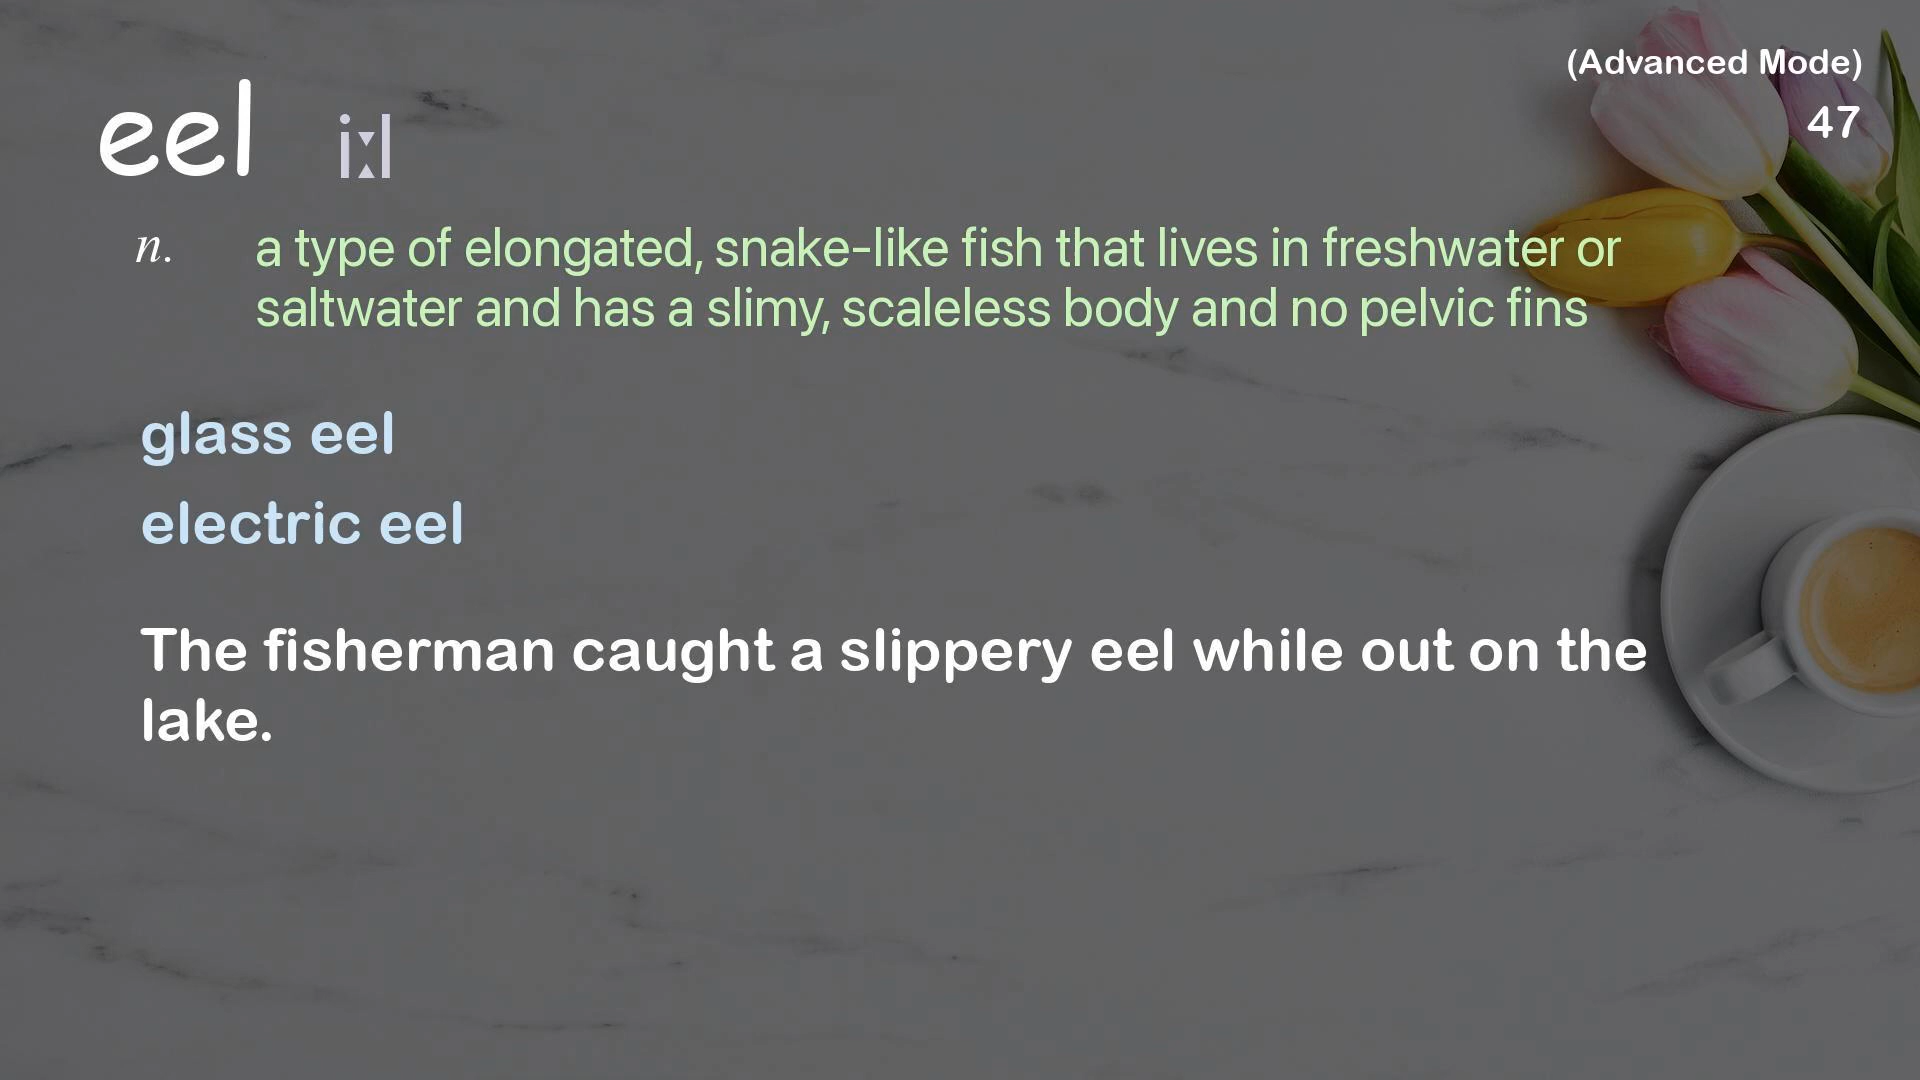 (Advanced Mode)
47
eel iːl
n. a type of elongated, snake-like fish that lives in freshwater or
saltwater and has a slimy, scaleless body and no pelvic fins
glass eel
electric eel
The fisherman caught a slippery eel while out on the
lake.